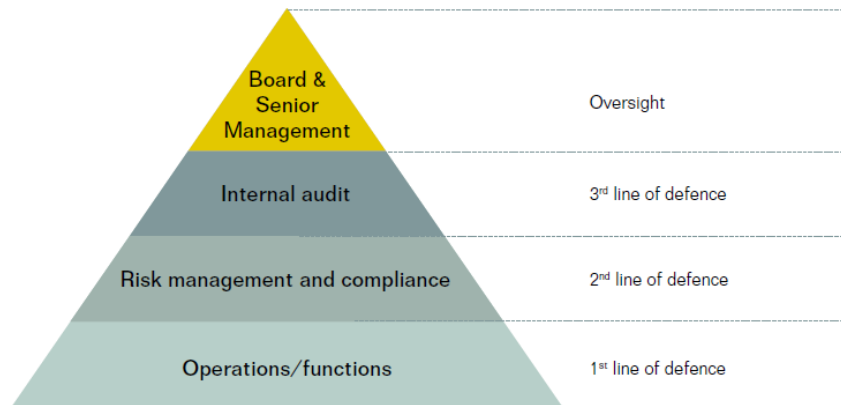 Board &
Senior
Management
Oversight
Internal audit
3rd line of defence
Risk management and compliance
2nd line of defence
Operations/functions
1st line of defence